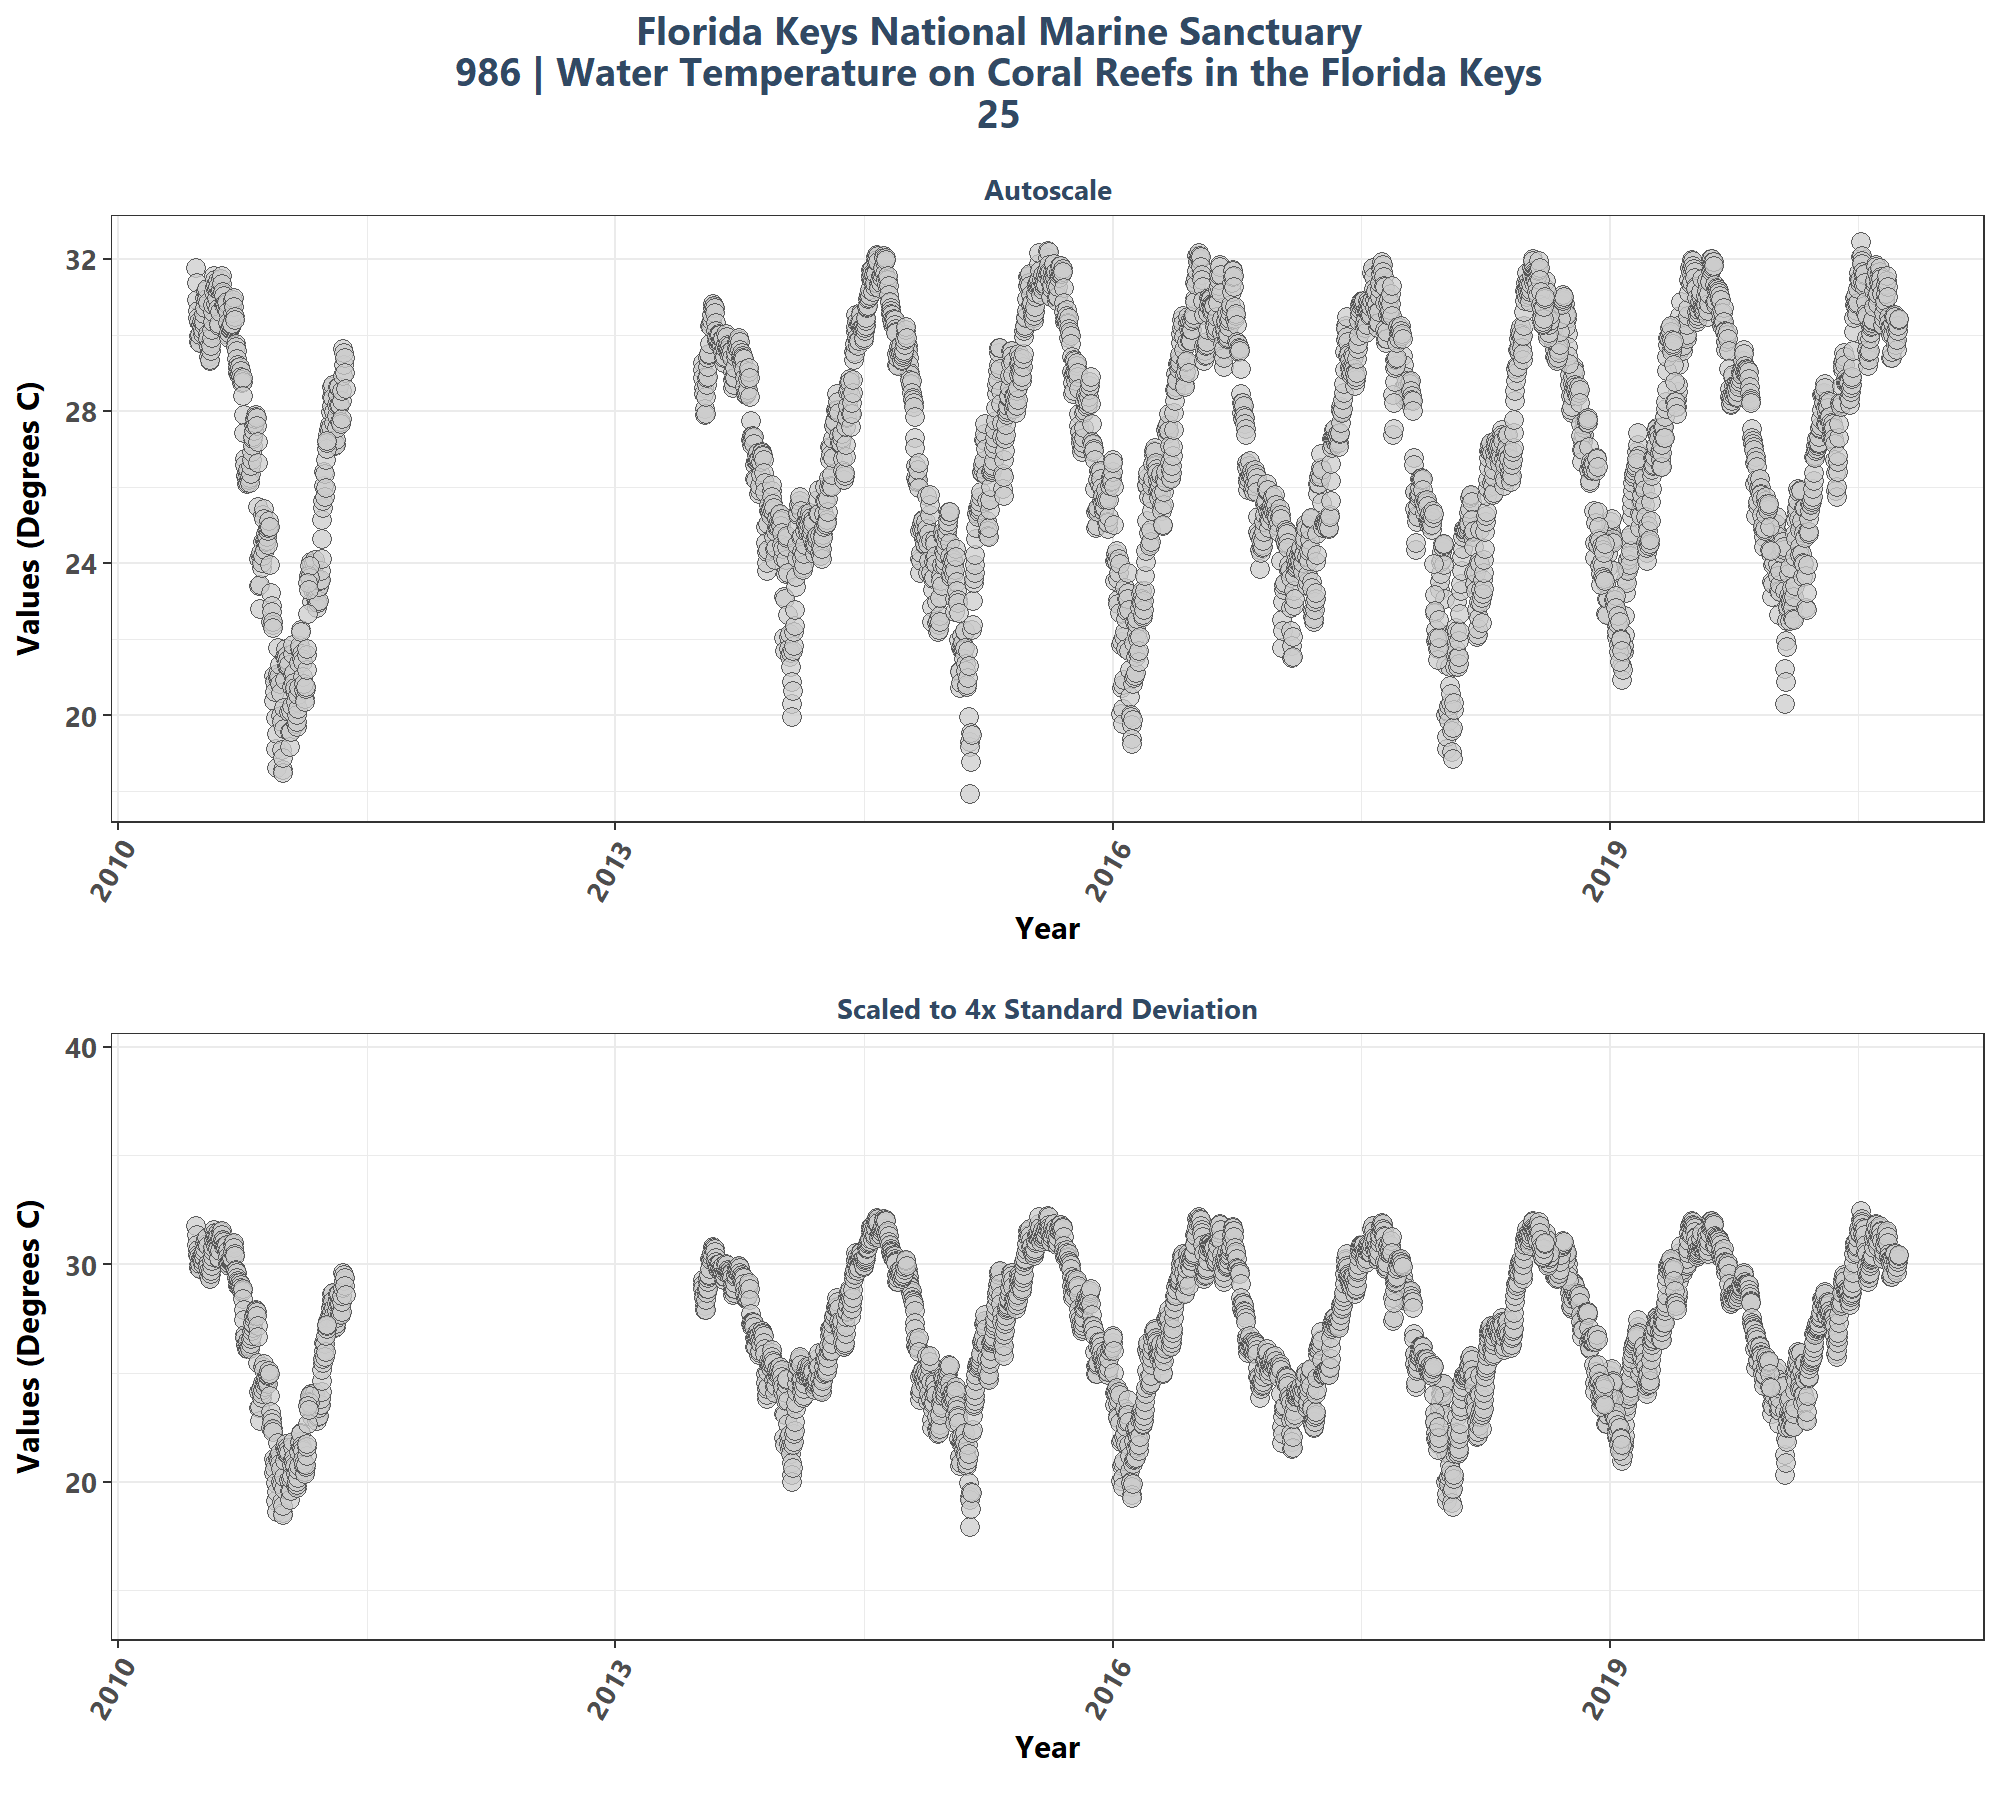 Florida Keys National Marine Sanctuary
986 | Water Temperature on Coral Reefs in the Florida Keys
25
Autoscale
Values (Degrees C)
32
28
24
20
2010
2013
2016
2019
Year
Scaled to 4x Standard Deviation
Values (Degrees C)
40
30
20
2010
2013
2016
2019
Year